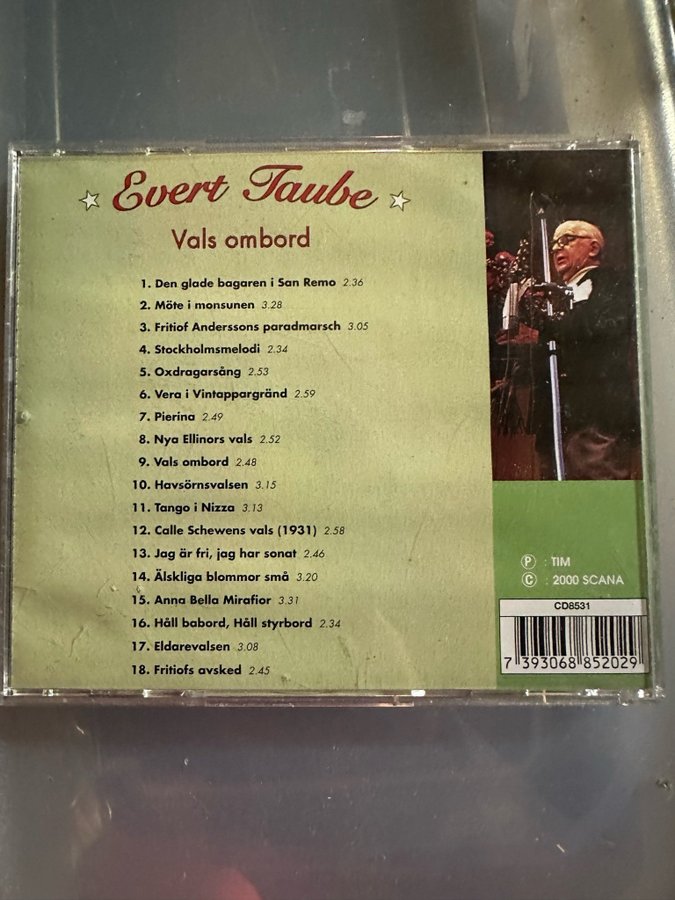 Evert Taube
Vals ombord
1. Den glade bagaren i San Remo 2.36
2. Möte i monsunen 3.28
3. Fritiof Anderssons paradmarsch 3.05
4. Stockholmsmelodi 2.34
5. Oxdragarsång 2.53
6. Vera i Vintappargränd 2.59
7. Pierína 2.49
8. Nya Ellinors vals 2.52
9. Vals ombord 2.48
10. Havsörnsvalsen 3.15
11. Tango i Nizza 3.13
12. Calle Schewens vals (1931) 2.58
13. Jag är fri, jag har sonat 2.46
14. Älskliga blommor små 3.20
15. Anna Bella Mirafior 3.31
16. Håll babord, Håll styrbord 2.34
17. Eldarevalsen 3.08
18. Fritiofs avsked 2.45
Ⓟ : TIM
© : 2000 SCANA
CD8531
7 393068 852029